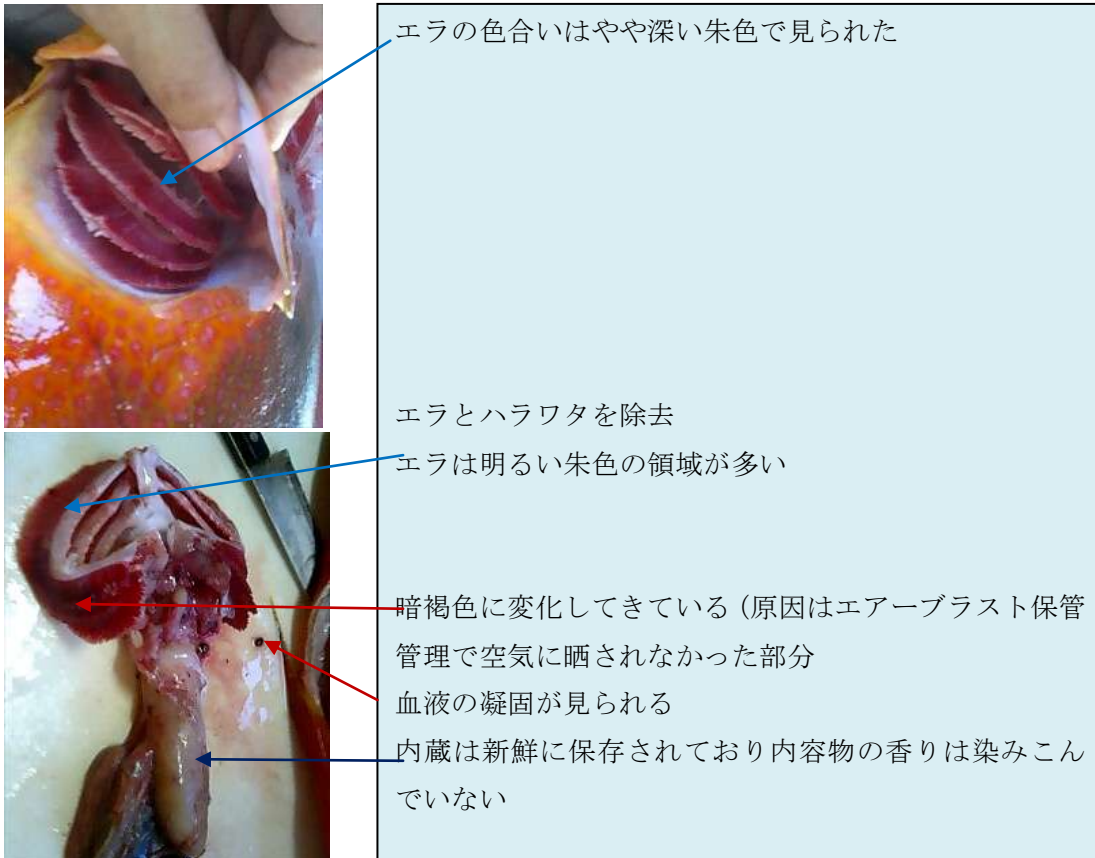 エラの色合いはやや深い朱色で見られた
エラとハラワタを除去
エラは明るい朱色の領域が多い
暗褐色に変化してきている（原因はエアーブラスト保管
管理で空気に晒されなかった部分
血液の凝固が見られる
内蔵は新鮮に保存されており内容物の香りは染みこん
でいない